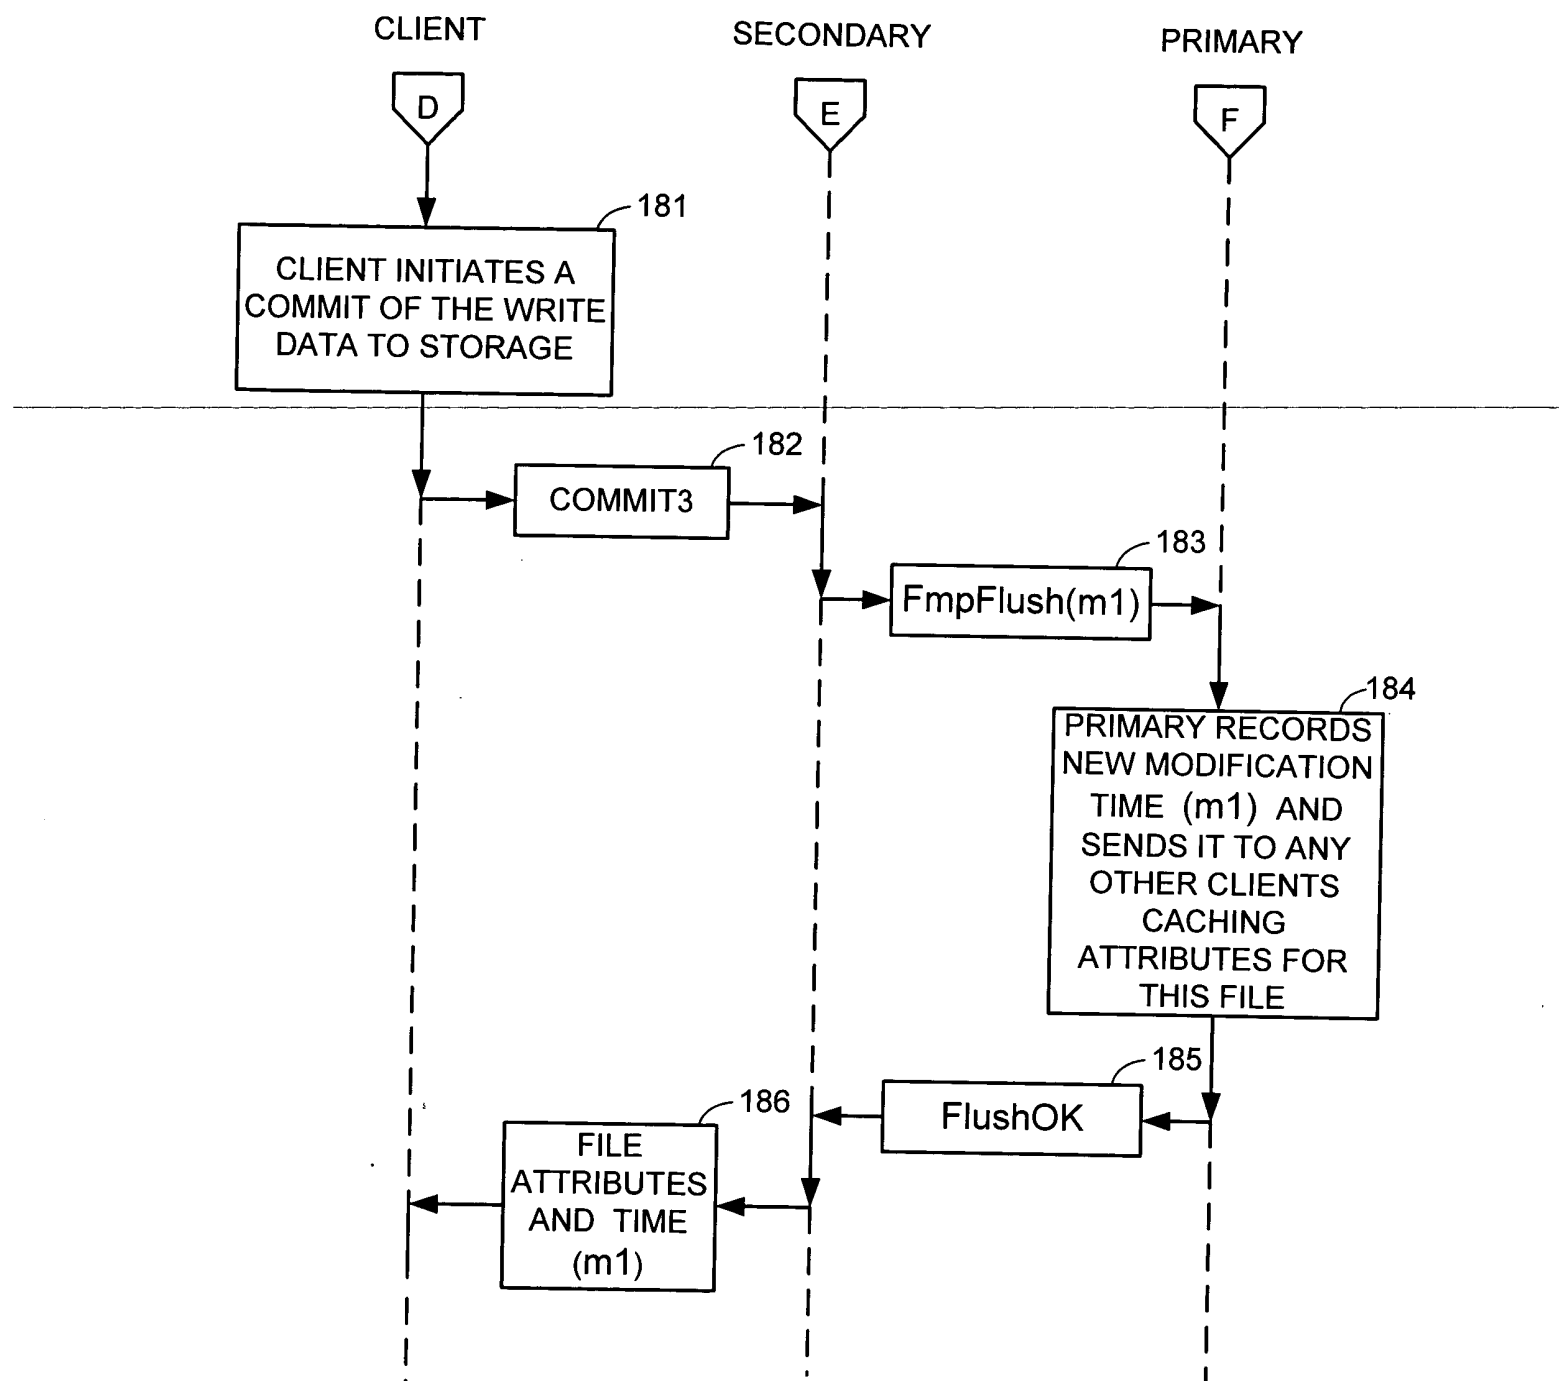 CLIENT
SECONDARY
PRIMARY
D
E
F
181
CLIENT INITIATES A
COMMIT OF THE WRITE
DATA TO STORAGE
182
COMMIT3
183
FmpFlush(m1)
184
PRIMARY RECORDS
NEW MODIFICATION
TIME (m1) AND
SENDS IT TO ANY
OTHER CLIENTS
CACHING
ATTRIBUTES FOR
THIS FILE
185
FlushOK
186
FILE
ATTRIBUTES
AND TIME
(m1)